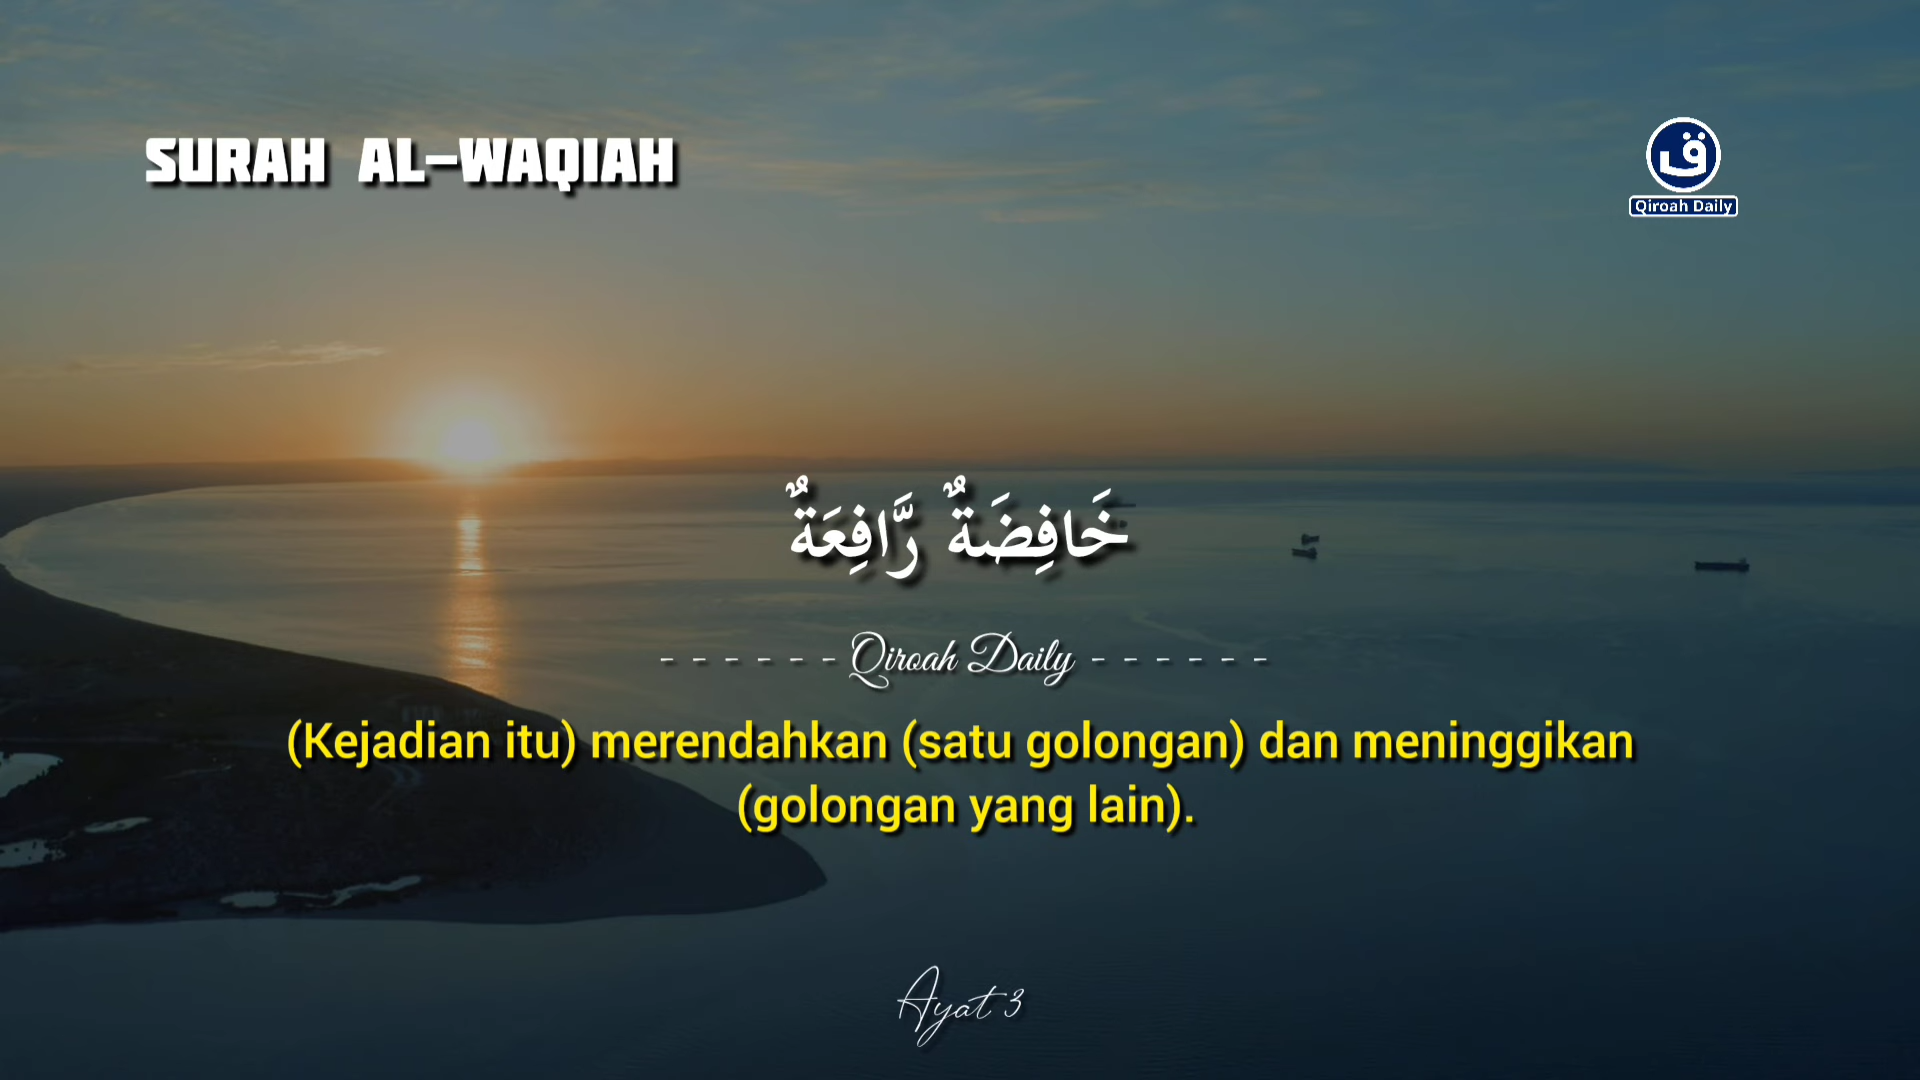 SURAH AL-WAQIAH
ق
Qiroah Daily
خَافِضَةٌ رَّافِعَةٌ
------ Qiroah Daily ------
(Kejadian itu) merendahkan (satu golongan) dan meninggikan
(golongan yang lain).
Ayat 3